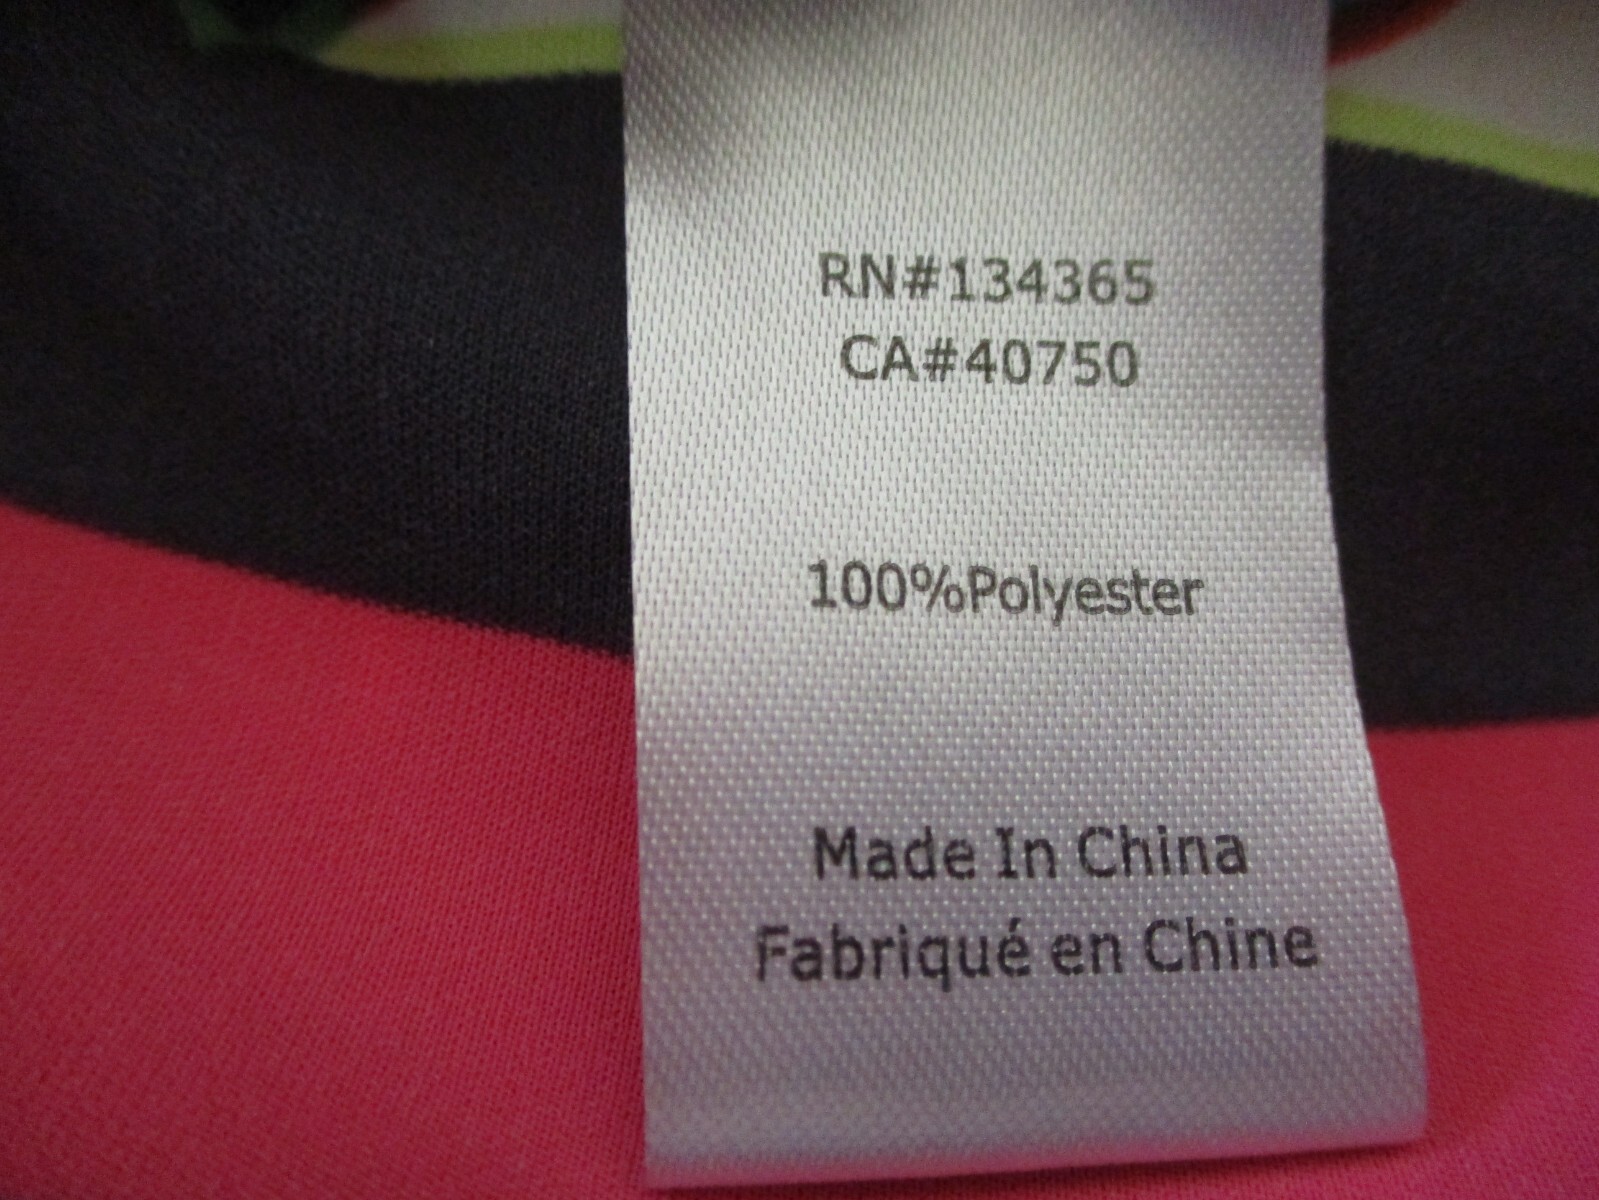 RN#134365
CA#40750
100%Polyester
Made In China
Fabriqué en Chine